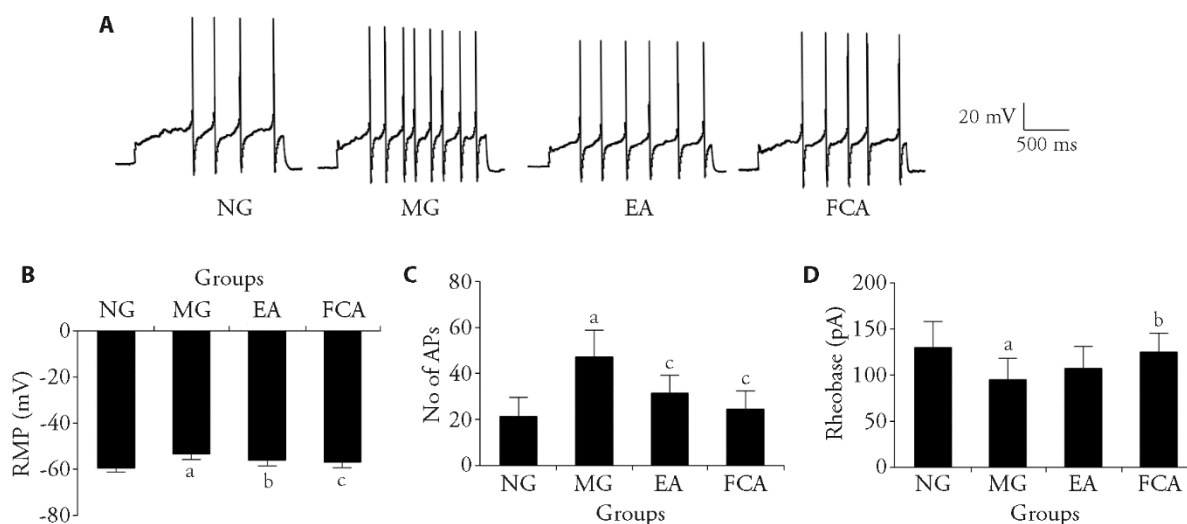 A
20 mV
500 ms
NG MG EA FCA
B
Groups
NG MG EA FCA
0
-20
-40
-60
-80
RMP (mV)
a b c
C
80
60
40
20
0
No of APs
a
c
c
NG MG EA FCA
Groups
D
200
150
100
50
0
Rheobase (pA)
a
b
NG MG EA FCA
Groups